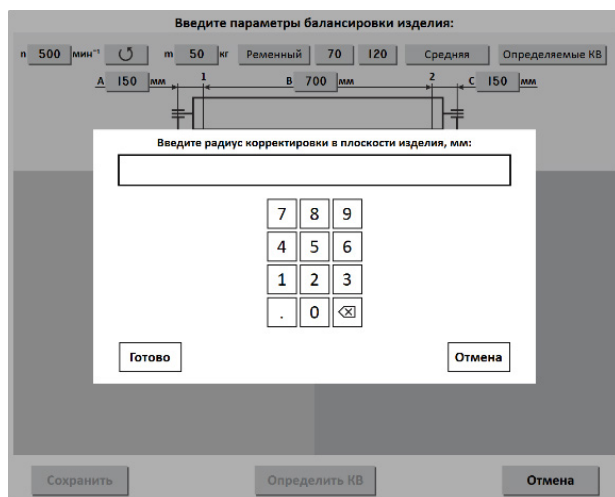 Введите параметры балансировки изделия:
n 500 мин⁻¹ m 50 кг Ременный 70 120 Средняя Определяемые КВ
A 150 мм 1 B 700 мм 2 C 150 мм
Введите радиус корректировки в плоскости изделия, мм:
7 8 9
4 5 6
1 2 3
. 0
Готово Отмена
Сохранить Определить КВ Отмена